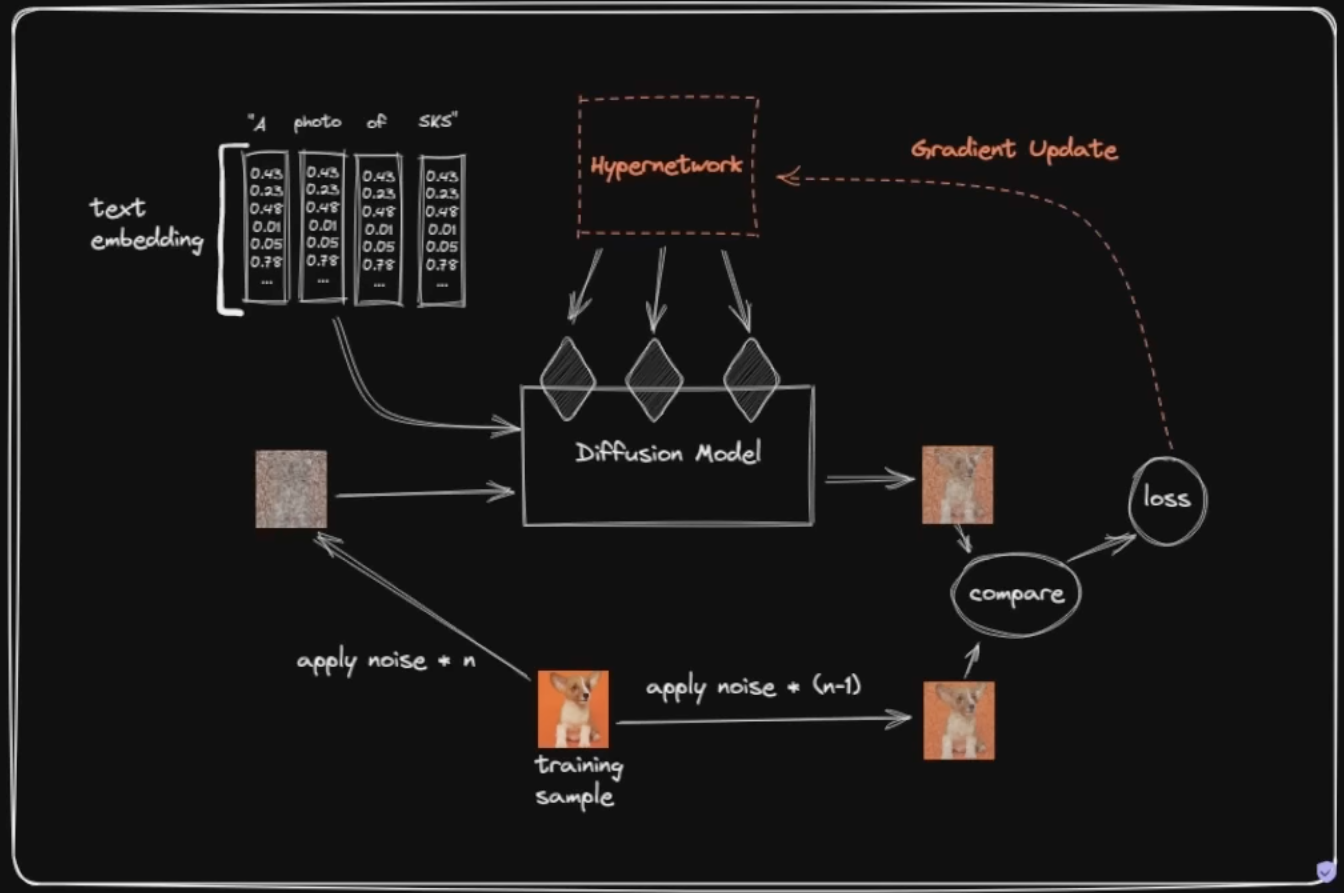 "A photo of SKS"
text
embedding
0.43 0.43 0.43 0.43
0.23 0.23 0.23 0.23
0.48 0.48 0.48 0.48
0.01 0.01 0.01 0.01
0.05 0.05 0.05 0.05
0.78 0.78 0.78 0.78
... ... ... ...
Hypernetwork
Gradient Update
Diffusion Model
loss
compare
apply noise * n
apply noise * (n-1)
training
sample